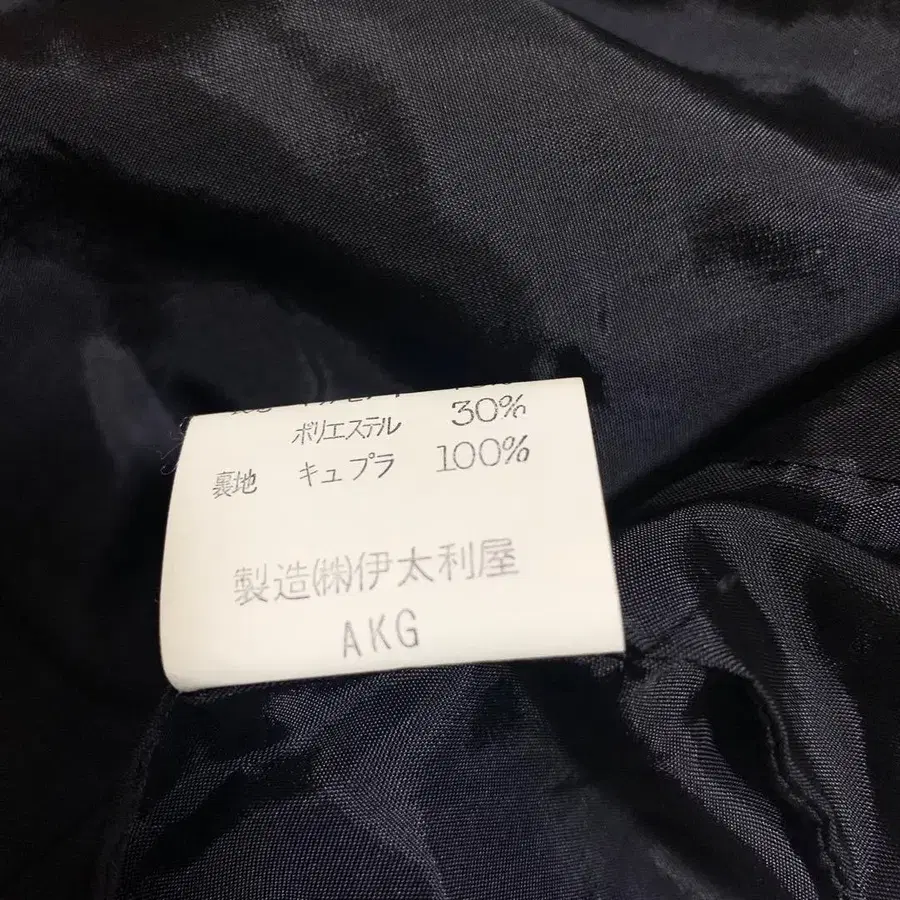 ポリエステル 30%
裏地 キュプラ 100%
製造(株)伊太利屋
AKG